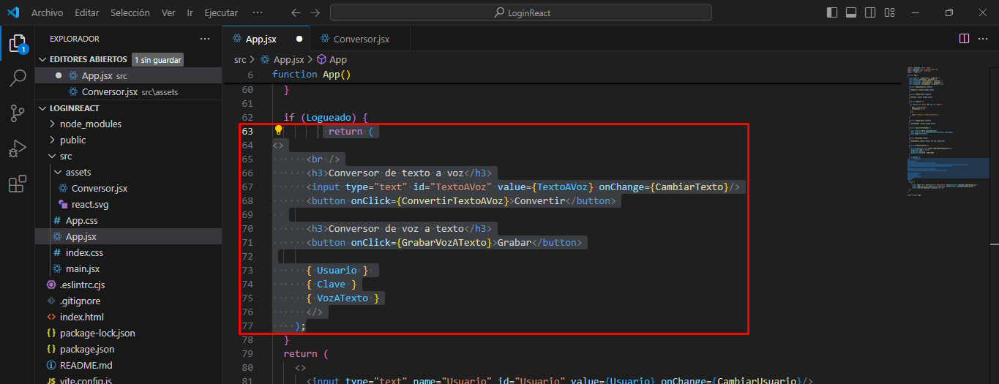 Archivo Editar Selección Ver Ir Ejecutar ··· LoginReact
EXPLORADOR ···
EDITORES ABIERTOS 1 sin guardar
App.jsx src
Conversor.jsx src\assets
LOGINREACT
node_modules
public
src
assets
Conversor.jsx
react.svg
App.css
App.jsx
index.css
main.jsx
.eslintrc.cjs
.gitignore
index.html
package-lock.json
package.json
README.md
vite.config.js
1
App.jsx Conversor.jsx ···
src > App.jsx > App
6 function App()
60 }
61
62 if (Logueado) {
63 return (
64 <>
65 <br />
66 <h3>Conversor de texto a voz</h3>
67 <input type="text" id="TextoAVoz" value={TextoAVoz} onChange={CambiarTexto}/>
68 <button onClick={ConvertirTextoAVoz}>Convertir</button>
69
70 <h3>Conversor de voz a texto</h3>
71 <button onClick={GrabarVozATexto}>Grabar</button>
72
73 { Usuario }
74 { Clave }
75 { VozATexto }
76 </>
77 );
78 }
79 return (
80 <>
81 <input type="text" name="Usuario" id="Usuario" value={Usuario} onChange={CambiarUsuario}/>